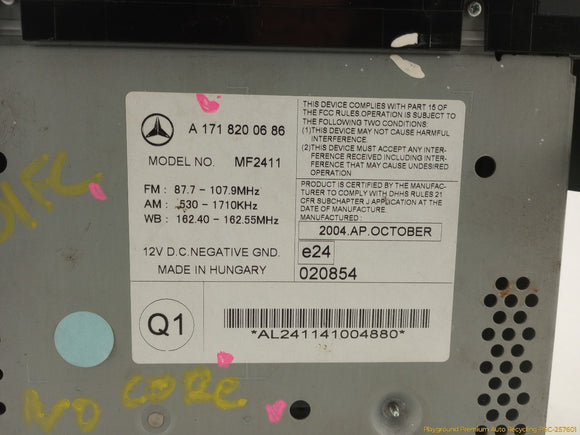 A 171 820 06 86
MODEL NO. MF2411
FM : 87.7 - 107.9MHz
AM : 530 - 1710KHz
WB : 162.40 - 162.55MHz
12V D.C.NEGATIVE GND.
MADE IN HUNGARY
THIS DEVICE COMPLIES WITH PART 15 OF
THE FCC RULES.OPERATION IS SUBJECT TO
THE FOLLOWING TWO CONDITIONS:
(1)THIS DEVICE MAY NOT CAUSE HARMFUL
INTERFERENCE.
(2)THIS DEVICE MUST ACCEPT ANY INTER-
FERENCE RECEIVED INCLUDING INTER-
FERENCE THAT MAY CAUSE UNDESIRED
OPERATION
PRODUCT IS CERTIFIED BY THE MANUFAC-
TURER TO COMPLY WITH DHHS RULES 21
CFR SUBCHAPTER J APPLICATION AT THE
DATE OF MANUFACTURE.
MANUFACTURED :
2004.AP.OCTOBER
e24
020854
Q1
*AL241141004880*
NO CORE
Playground Premium Auto Recycling PSC-257601